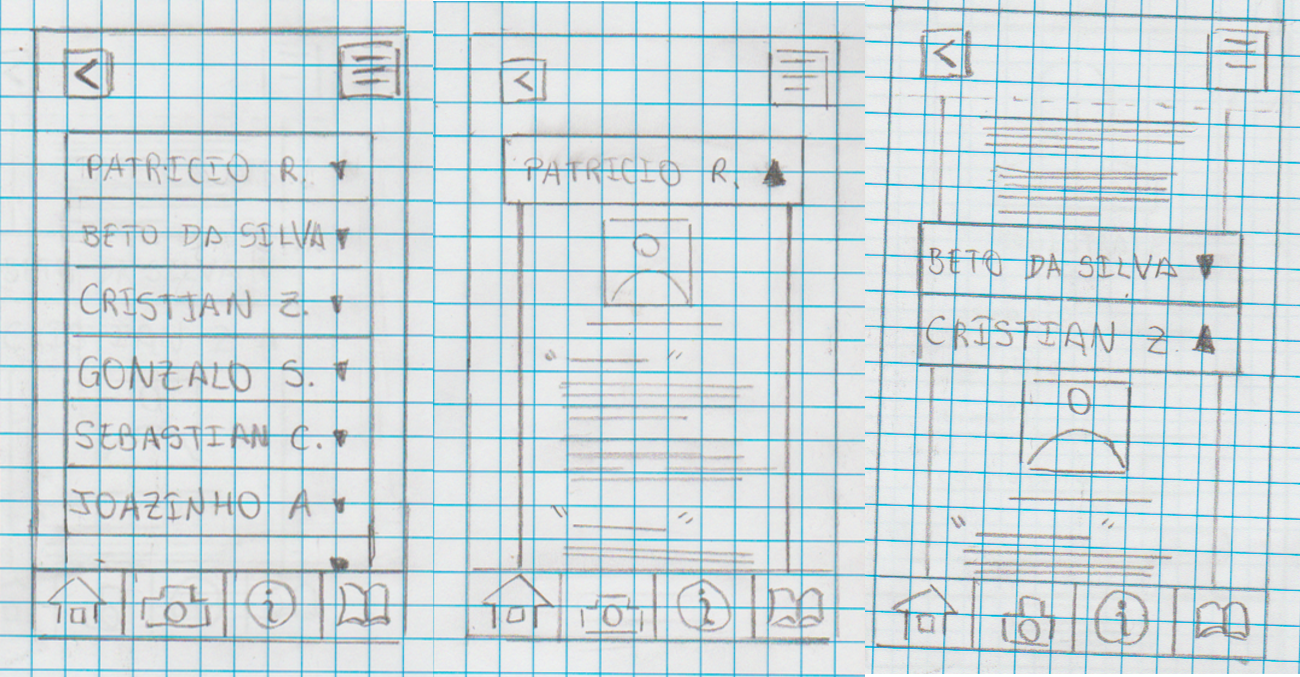 <
PATRICIO R. ▼
BETO DA SILVA ▼
CRISTIAN Z. ▼
GONZALO S. ▼
SEBASTIAN C. ▼
JOAZINHO A ▼
i
<
PATRICIO R. ▲
“ ”
“ ”
i
<
BETO DA SILVA ▼
CRISTIAN Z. ▲
“ ”
i